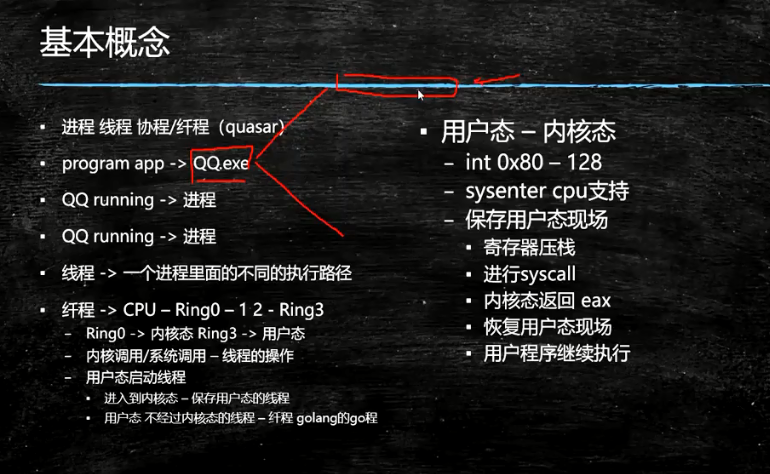 基本概念
进程 线程 协程/纤程（quasar）
program app -> QQ.exe
QQ running -> 进程
QQ running -> 进程
线程 -> 一个进程里面的不同的执行路径
纤程 -> CPU – Ring0 – 1 2 - Ring3
– Ring0 -> 内核态 Ring3 -> 用户态
– 内核调用/系统调用 – 线程的操作
– 用户态启动线程
进入到内核态 – 保存用户态的线程
用户态 不经过内核态的线程 – 纤程 golang的go程
用户态 – 内核态
– int 0x80 – 128
– sysenter cpu支持
– 保存用户态现场
寄存器压栈
进行syscall
内核态返回 eax
恢复用户态现场
用户程序继续执行